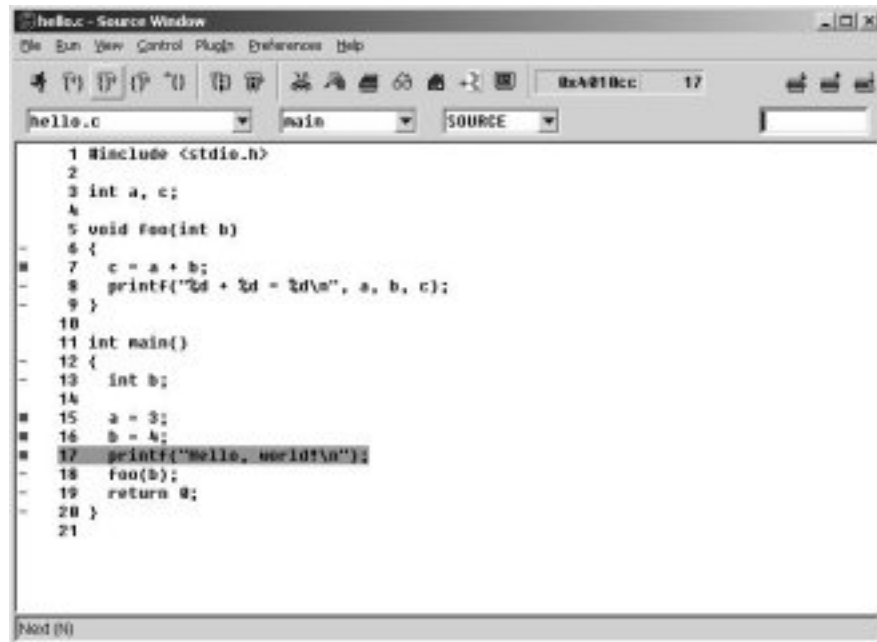 hello.c - Source Window
File Run View Control PlugIn Preferences Help
0x4010cc 17
hello.c main SOURCE
1 #include <stdio.h>
2
3 int a, c;
4
5 void foo(int b)
6 {
7 c = a + b;
8 printf("%d + %d = %d\n", a, b, c);
9 }
10
11 int main()
12 {
13 int b;
14
15 a = 3;
16 b = 4;
17 printf("Hello, world!\n");
18 foo(b);
19 return 0;
20 }
21
Next (N)